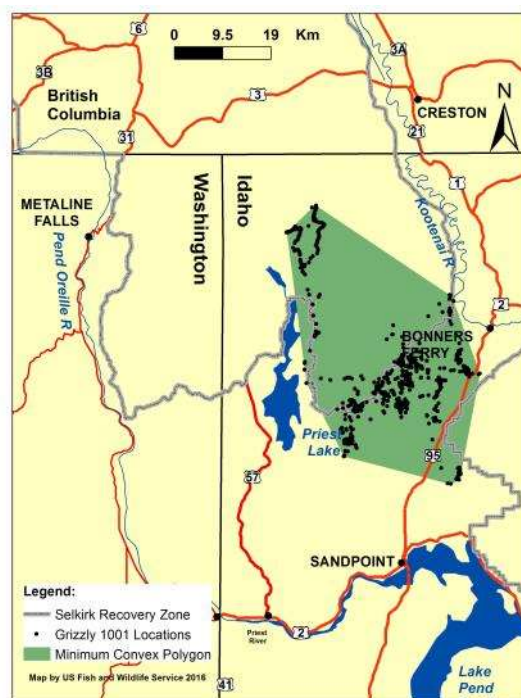 6
0 9.5 19 Km
3A
3B
British
Columbia
3
CRESTON
N
31
21
METALINE
FALLS
Washington
Idaho
1
Kootenai R
Pend Oreille R
2
BONNERS
FERRY
Priest
Lake
95
57
SANDPOINT
Legend:
Selkirk Recovery Zone
Grizzly 1001 Locations
Minimum Convex Polygon
Map by US Fish and Wildlife Service 2016
Priest
River
2
41
Lake
Pend